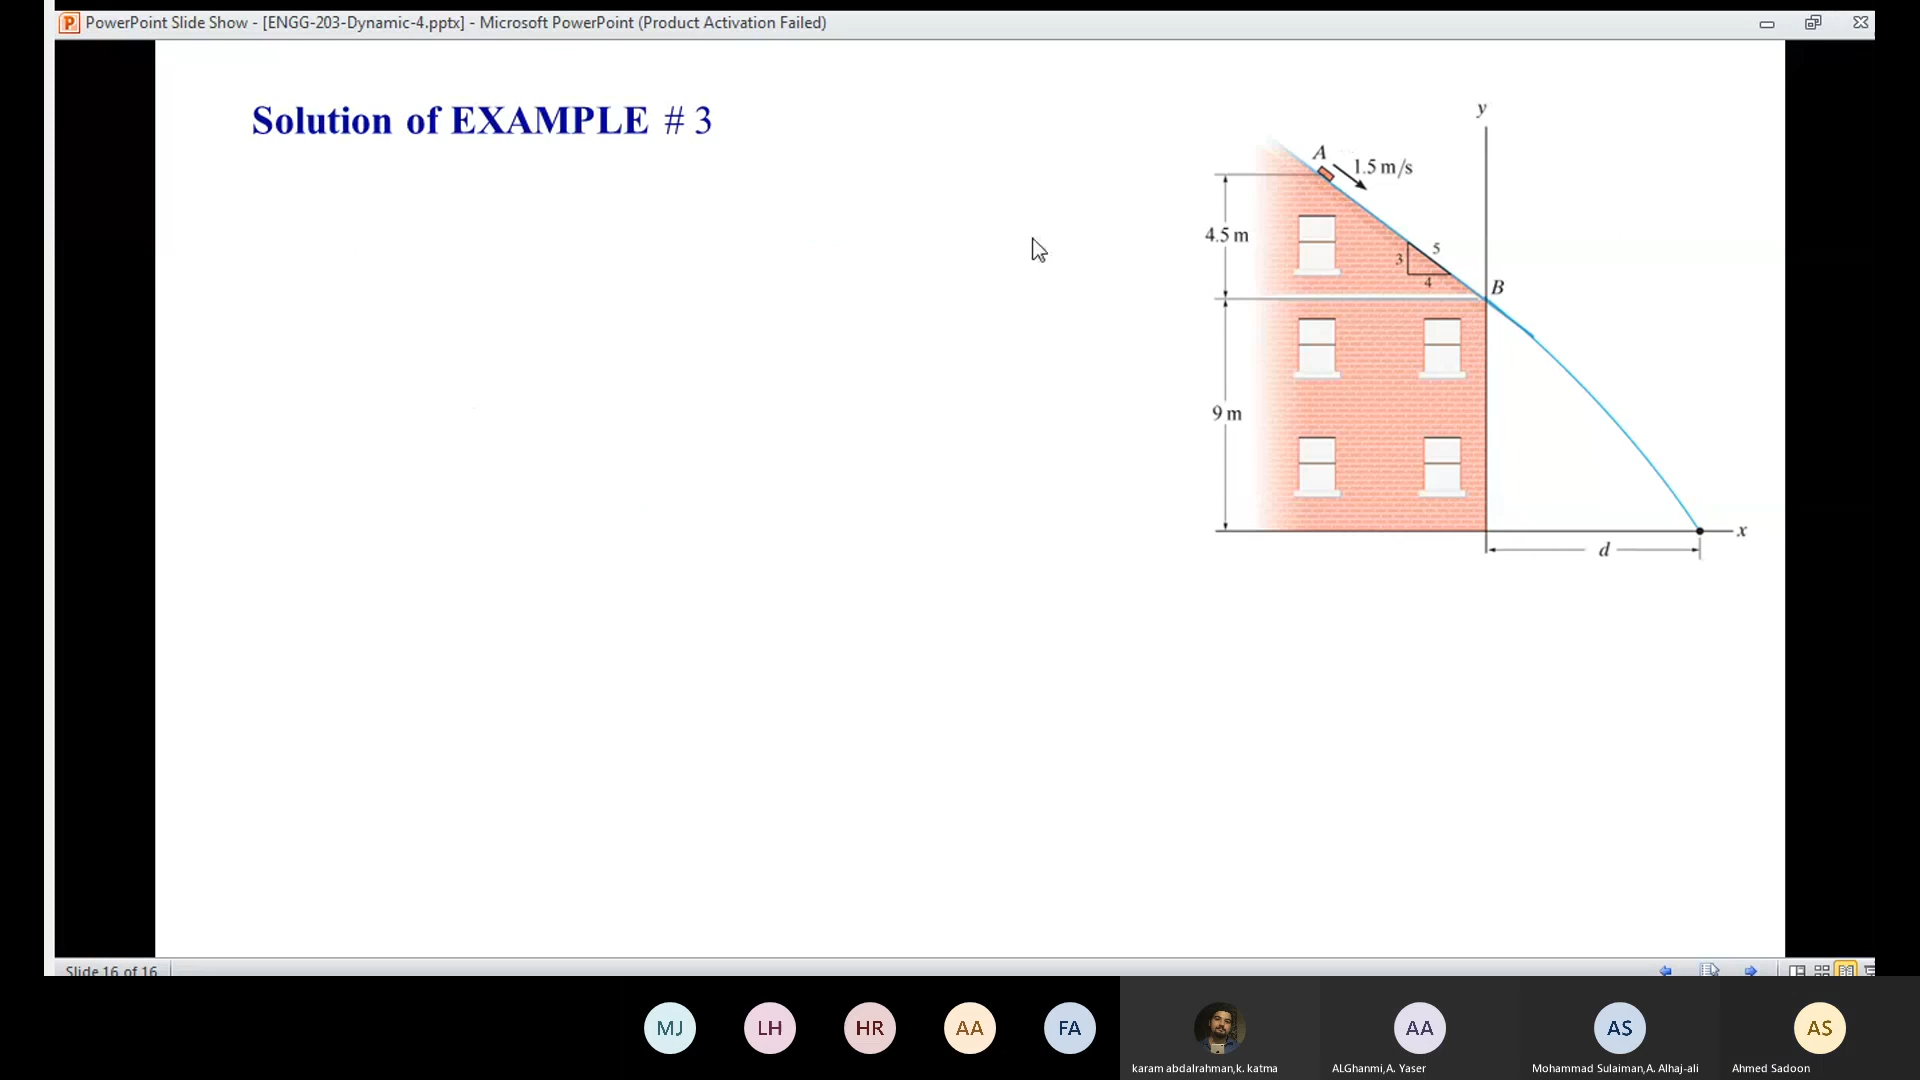 PowerPoint Slide Show - [ENGG-203-Dynamic-4.pptx] - Microsoft PowerPoint (Product Activation Failed)
Solution of EXAMPLE # 3
y
A
1.5 m/s
4.5 m
5
3
4
B
9 m
x
d
Slide 16 of 16
MJ
LH
HR
AA
FA
AA
AS
AS
karam abdalrahman,k. katma
ALGhanmi,A. Yaser
Mohammad Sulaiman,A. Alhaj-ali
Ahmed Sadoon